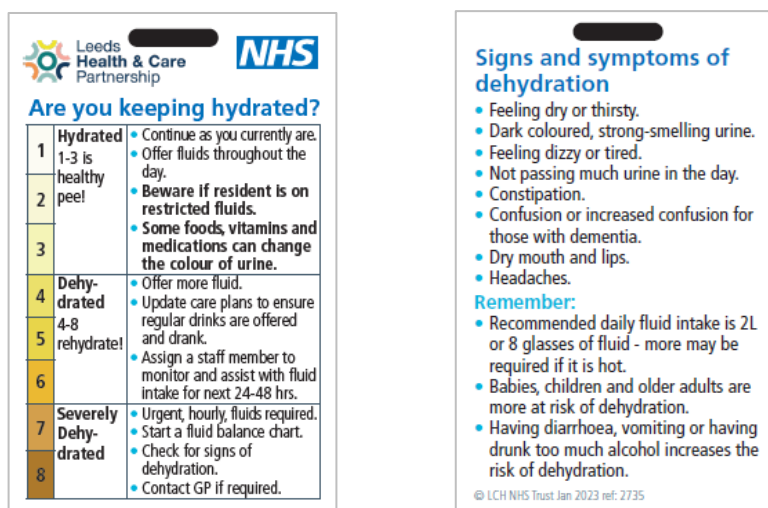 Leeds
Health & Care
Partnership
NHS
Are you keeping hydrated?
1
2
3
Hydrated
1-3 is
healthy
pee!
• Continue as you currently are.
• Offer fluids throughout the
day.
• Beware if resident is on
restricted fluids.
• Some foods, vitamins and
medications can change
the colour of urine.
4
5
6
Dehy-
drated
4-8
rehydrate!
• Offer more fluid.
• Update care plans to ensure
regular drinks are offered
and drank.
• Assign a staff member to
monitor and assist with fluid
intake for next 24-48 hrs.
7
8
Severely
Dehy-
drated
• Urgent, hourly, fluids required.
• Start a fluid balance chart.
• Check for signs of
dehydration.
• Contact GP if required.
Signs and symptoms of
dehydration
• Feeling dry or thirsty.
• Dark coloured, strong-smelling urine.
• Feeling dizzy or tired.
• Not passing much urine in the day.
• Constipation.
• Confusion or increased confusion for
those with dementia.
• Dry mouth and lips.
• Headaches.
Remember:
• Recommended daily fluid intake is 2L
or 8 glasses of fluid - more may be
required if it is hot.
• Babies, children and older adults are
more at risk of dehydration.
• Having diarrhoea, vomiting or having
drunk too much alcohol increases the
risk of dehydration.
© LCH NHS Trust Jan 2023 ref: 2735